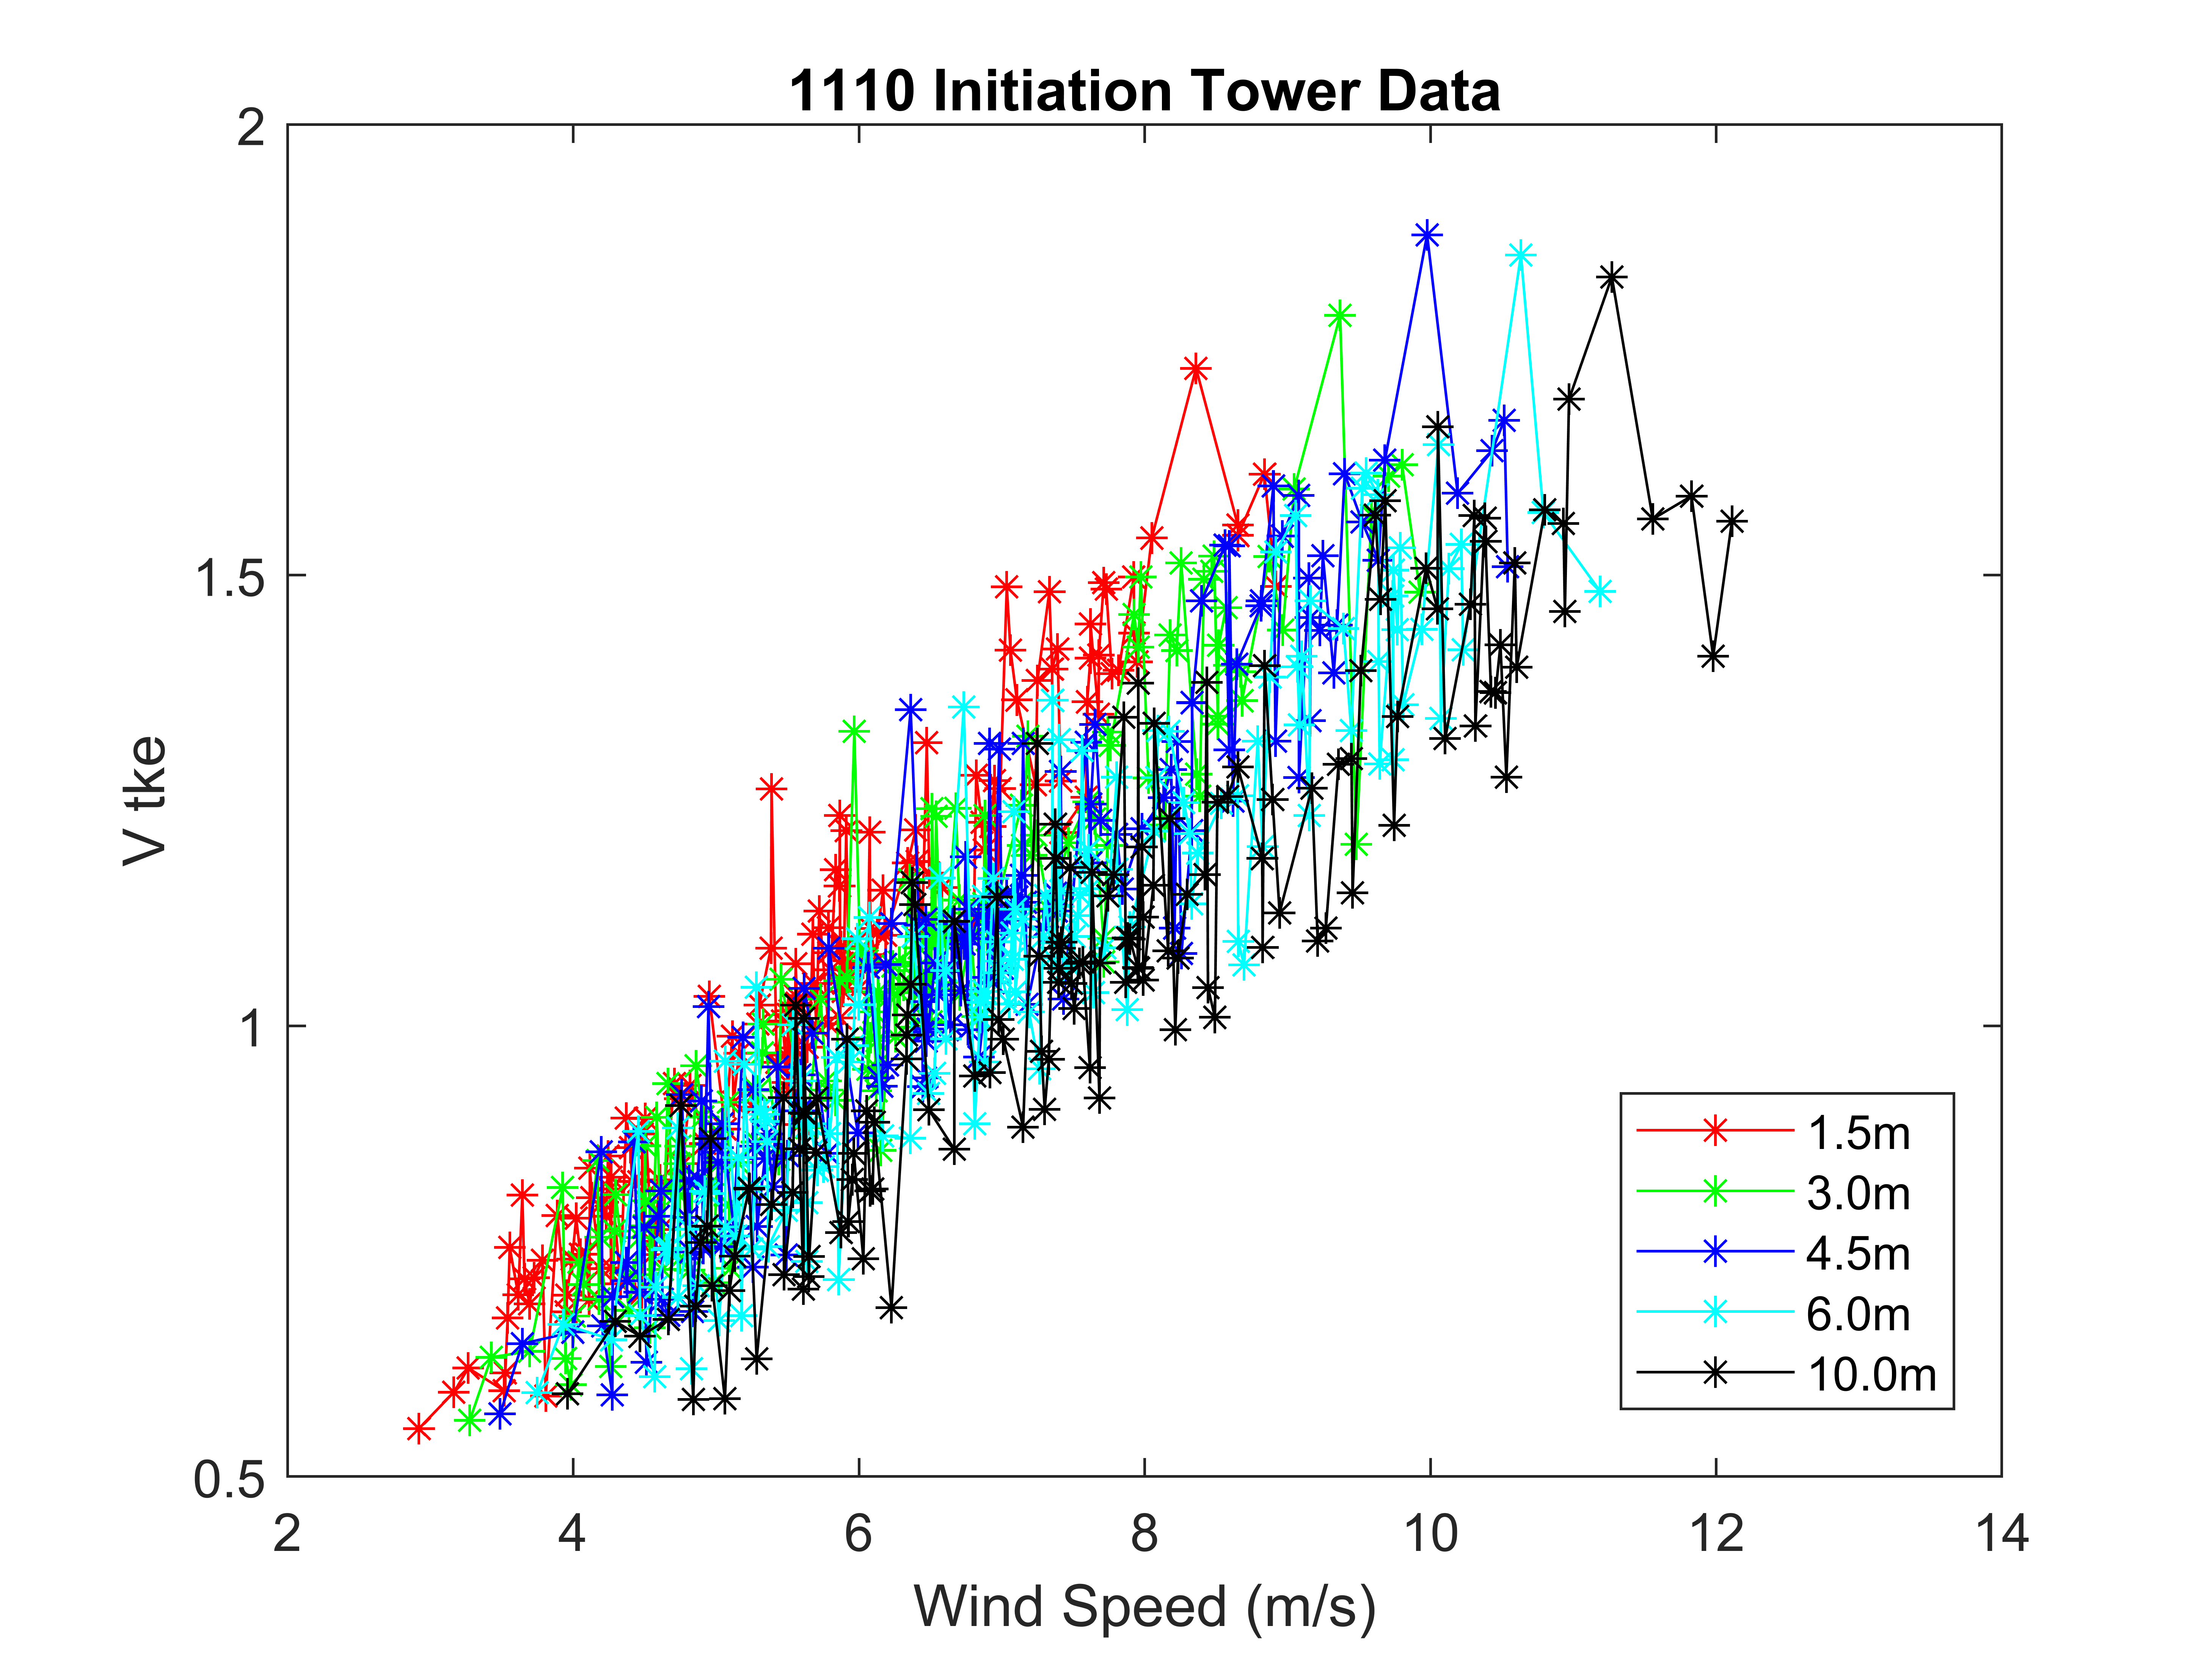 1110 Initiation Tower Data
2
1.5
1
0.5
V tke
2 4 6 8 10 12 14
Wind Speed (m/s)
1.5m
3.0m
4.5m
6.0m
10.0m